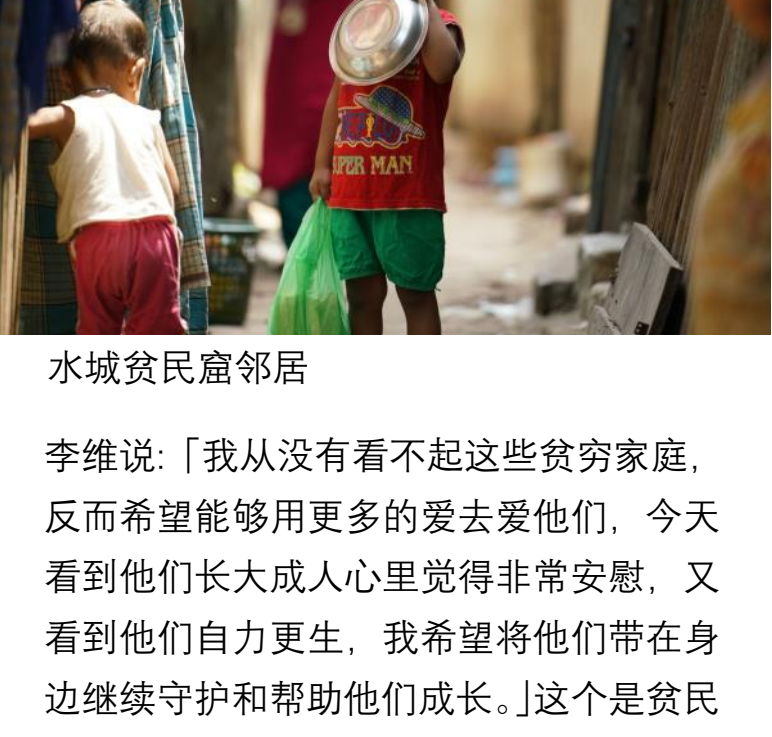 UPER MAN
水城贫民窟邻居
李维说:「我从没有看不起这些贫穷家庭，
反而希望能够用更多的爱去爱他们，今天
看到他们长大成人心里觉得非常安慰，又
看到他们自力更生，我希望将他们带在身
边继续守护和帮助他们成长。」这个是贫民